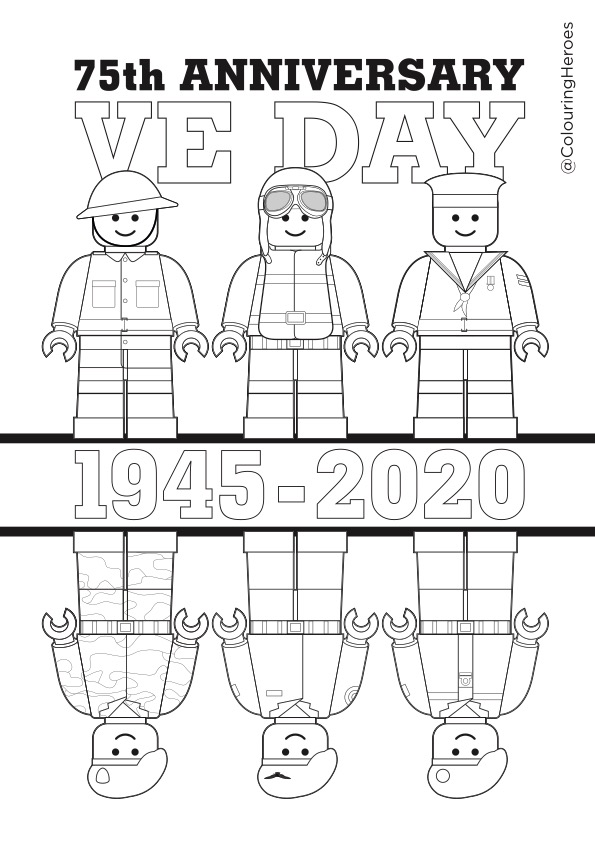 75th ANNIVERSARY
VE DAY
1945-2020
@ColouringHeroes